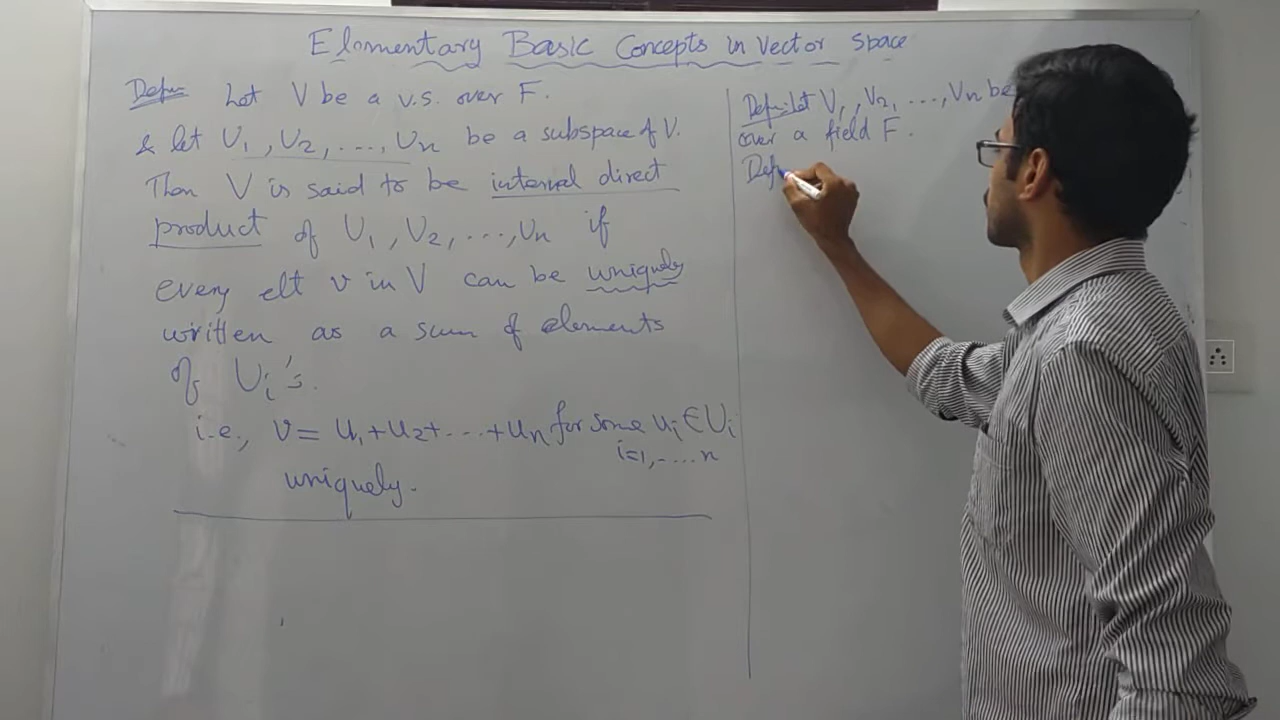 Elementary Basic Concepts in Vector Space
Defn: Let V be a v.s. over F.
& let U1, U2, ..., Un be a subspace of V.
Then V is said to be internal direct
product of U1, U2, ..., Un if
every elt v in V can be uniquely
written as a sum of elements
of Ui's.
i.e., v = u1+u2+...+un for some ui ∈ Ui
i=1,....n
uniquely.
Defn: Let V1, V2, ..., Vn be
over a field F.
Defn